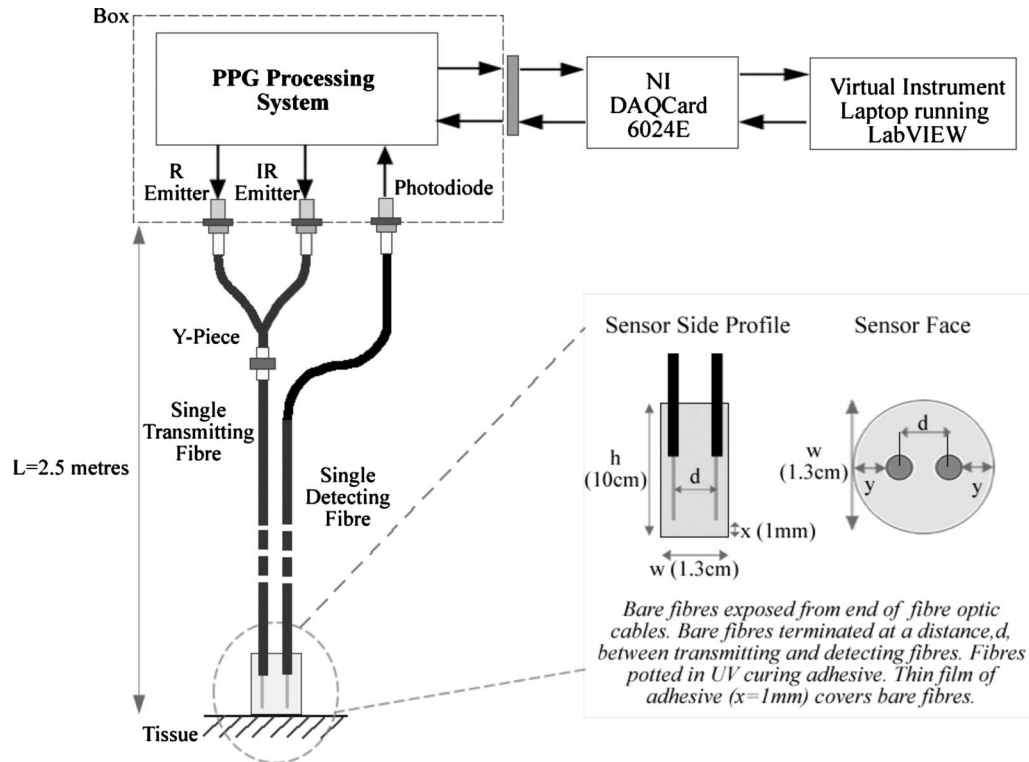 Box
PPG Processing
System
NI
DAQCard
6024E
Virtual Instrument
Laptop running
LabVIEW
R
Emitter
IR
Emitter
Photodiode
Y-Piece
Single
Transmitting
Fibre
L=2.5 metres
Single
Detecting
Fibre
Tissue
Sensor Side Profile
h
(10cm)
d
x (1mm)
w (1.3cm)
Sensor Face
w
(1.3cm)
d
y
y
Bare fibres exposed from end of fibre optic
cables. Bare fibres terminated at a distance,d,
between transmitting and detecting fibres. Fibres
potted in UV curing adhesive. Thin film of
adhesive (x=1mm) covers bare fibres.